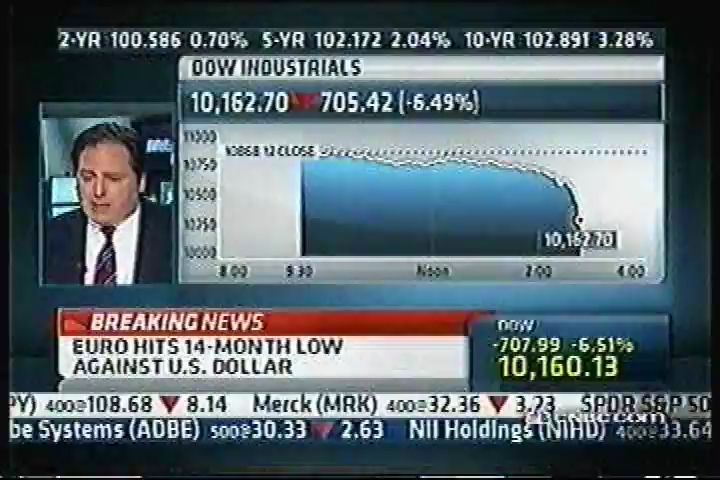 2-YR 100.586 0.70% 5-YR 102.172 2.04% 10-YR 102.891 3.28%
DOW INDUSTRIALS
10,162.70 ▼ 705.42 (-6.49%)
11000
10868.12 CLOSE
10750
10500
10250
10,162.70
10000
8:00 9:30 Noon 2:00 4:00
BREAKING NEWS
EURO HITS 14-MONTH LOW
AGAINST U.S. DOLLAR
DOW
-707.99 -6.51%
10,160.13
PY) 400@108.68 ▼ 8.14 Merck (MRK) 400@32.36 ▼ 3.23 SPDR S&P 50
be Systems (ADBE) 500@30.33 ▼ 2.63 NII Holdings (NIHD) 400@33.64